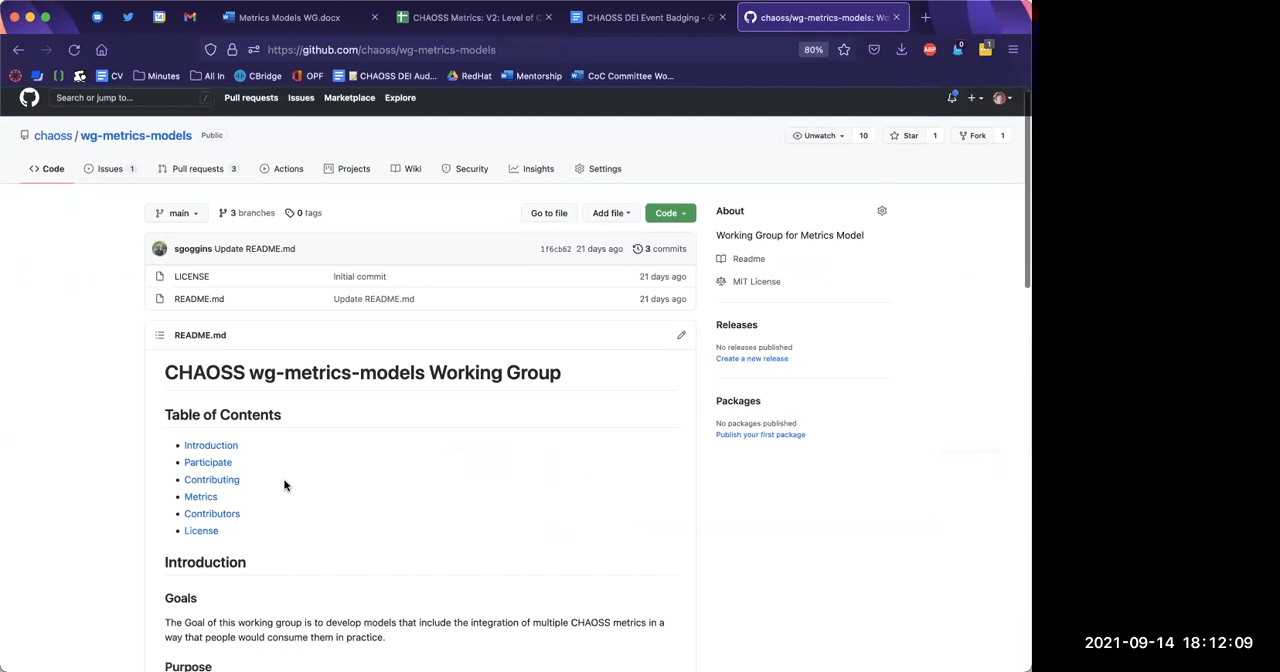 Metrics Models WG.docx
CHAOSS Metrics: V2: Level of C
CHAOSS DEI Event Badging - G
chaoss/wg-metrics-models: Wo
https://github.com/chaoss/wg-metrics-models
80%
CV Minutes All In CBridge OPF CHAOSS DEI Aud... RedHat Mentorship CoC Committee Wo...
Search or jump to... / Pull requests Issues Marketplace Explore
chaoss / wg-metrics-models Public
Unwatch 10 Star 1 Fork 1
Code Issues 1 Pull requests 3 Actions Projects Wiki Security Insights Settings
main 3 branches 0 tags Go to file Add file Code
sgoggins Update README.md 1f6cb62 21 days ago 3 commits
LICENSE Initial commit 21 days ago
README.md Update README.md 21 days ago
README.md
CHAOSS wg-metrics-models Working Group
Table of Contents
Introduction
Participate
Contributing
Metrics
Contributors
License
Introduction
Goals
The Goal of this working group is to develop models that include the integration of multiple CHAOSS metrics in a
way that people would consume them in practice.
Purpose
About
Working Group for Metrics Model
Readme
MIT License
Releases
No releases published
Create a new release
Packages
No packages published
Publish your first package
2021-09-14 18:12:09